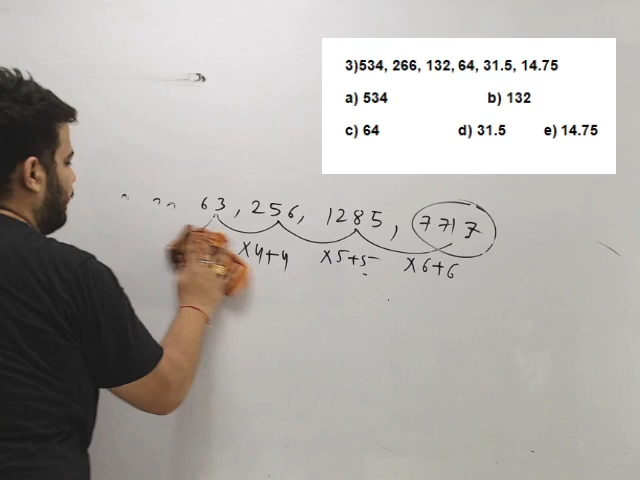 3)534, 266, 132, 64, 31.5, 14.75
a) 534 b) 132
c) 64 d) 31.5 e) 14.75
63, 256, 1285, 7717
x4+4 x5+5 x6+6